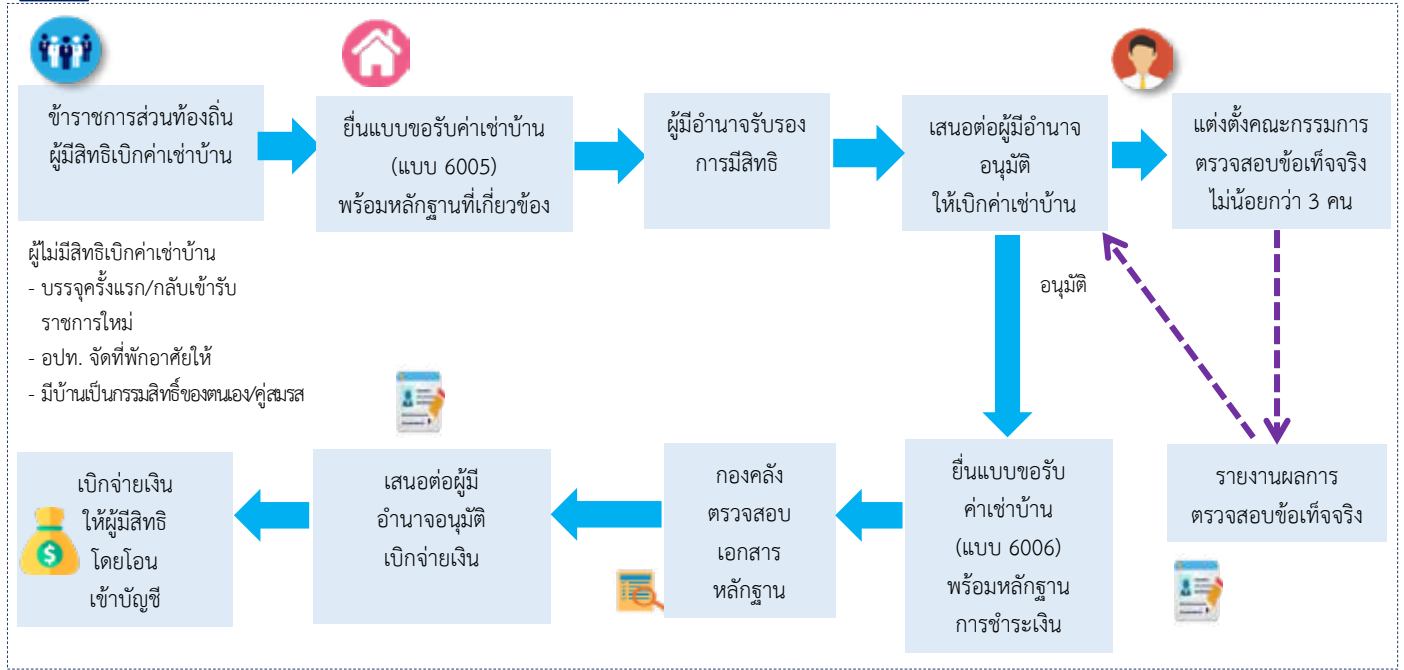 ข้าราชการส่วนท้องถิ่น
ผู้มีสิทธิเบิกค่าเช่าบ้าน
ยื่นแบบขอรับค่าเช่าบ้าน
(แบบ 6005)
พร้อมหลักฐานที่เกี่ยวข้อง
ผู้มีอำนาจรับรอง
การมีสิทธิ
เสนอต่อผู้มีอำนาจ
อนุมัติ
ให้เบิกค่าเช่าบ้าน
แต่งตั้งคณะกรรมการ
ตรวจสอบข้อเท็จจริง
ไม่น้อยกว่า 3 คน
ผู้ไม่มีสิทธิเบิกค่าเช่าบ้าน
- บรรจุครั้งแรก/กลับเข้ารับ
ราชการใหม่
- อปท. จัดที่พักอาศัยให้
- มีบ้านเป็นกรรมสิทธิ์ของตนเอง/คู่สมรส
อนุมัติ
รายงานผลการ
ตรวจสอบข้อเท็จจริง
ยื่นแบบขอรับ
ค่าเช่าบ้าน
(แบบ 6006)
พร้อมหลักฐาน
การชำระเงิน
กองคลัง
ตรวจสอบ
เอกสาร
หลักฐาน
เสนอต่อผู้มี
อำนาจอนุมัติ
เบิกจ่ายเงิน
เบิกจ่ายเงิน
ให้ผู้มีสิทธิ
โดยโอน
เข้าบัญชี